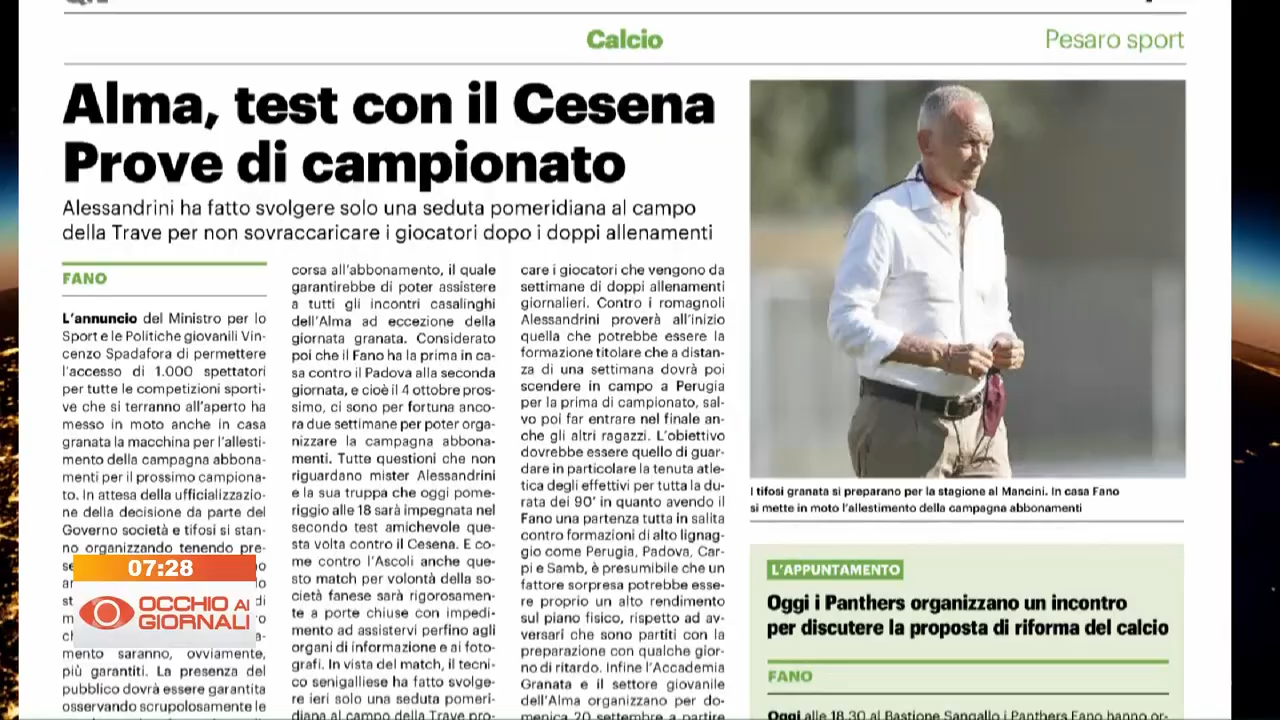 Calcio
Pesaro sport
Alma, test con il Cesena
Prove di campionato
Alessandrini ha fatto svolgere solo una seduta pomeridiana al campo
della Trave per non sovraccaricare i giocatori dopo i doppi allenamenti
FANO
L'annuncio del Ministro per lo
Sport e le Politiche giovanili Vin-
cenzo Spadafora di permettere
l'accesso di 1.000 spettatori
per tutte le competizioni sporti-
ve che si terranno all'aperto ha
messo in moto anche in casa
granata la macchina per l'allesti-
mento della campagna abbona-
menti per il prossimo campiona-
to. In attesa della ufficializzazio-
ne della decisione da parte del
Governo società e tifosi si stan-
no organizzando tenendo pre-
mento saranno, ovviamente,
più garantiti. La presenza del
pubblico dovrà essere garantita
osservando scrupolosamente le
corsa all'abbonamento, il quale
garantirebbe di poter assistere
a tutti gli incontri casalinghi
dell'Alma ad eccezione della
giornata granata. Considerato
poi che il Fano ha la prima in ca-
sa contro il Padova alla seconda
giornata, e cioè il 4 ottobre pros-
simo, ci sono per fortuna anco-
ra due settimane per poter orga-
nizzare la campagna abbona-
menti. Tutte questioni che non
riguardano mister Alessandrini
e la sua truppa che oggi pome-
riggio alle 18 sarà impegnata nel
secondo test amichevole que-
sta volta contro il Cesena. E co-
me contro l'Ascoli anche que-
sto match per volontà della so-
cietà fanese sarà rigorosamen-
te a porte chiuse con impedi-
mento ad assistervi perfino agli
organi di informazione e ai foto-
grafi. In vista del match, il tecni-
co senigalliese ha fatto svolge-
re ieri solo una seduta pomeri-
diana al campo della Trave pro-
care i giocatori che vengono da
settimane di doppi allenamenti
giornalieri. Contro i romagnoli
Alessandrini proverà all'inizio
quella che potrebbe essere la
formazione titolare che a distan-
za di una settimana dovrà poi
scendere in campo a Perugia
per la prima di campionato, sal-
vo poi far entrare nel finale an-
che gli altri ragazzi. L'obiettivo
dovrebbe essere quello di guar-
dare in particolare la tenuta atle-
tica degli effettivi per tutta la du-
rata dei 90' in quanto avendo il
Fano una partenza tutta in salita
contro formazioni di alto lignag-
gio come Perugia, Padova, Car-
pi e Samb, è presumibile che un
fattore sorpresa potrebbe esse-
re proprio un alto rendimento
sul piano fisico, rispetto ad av-
versari che sono partiti con la
preparazione con qualche gior-
no di ritardo. Infine l'Accademia
Granata e il settore giovanile
dell'Alma organizzano per do-
menica 20 settembre a partire
I tifosi granata si preparano per la stagione al Mancini. In casa Fano
si mette in moto l'allestimento della campagna abbonamenti
L'APPUNTAMENTO
Oggi i Panthers organizzano un incontro
per discutere la proposta di riforma del calcio
FANO
Oggi alle 18.30 al Bastione Sangallo i Panthers Fano hanno or-
07:28
OCCHIO AI
GIORNALI